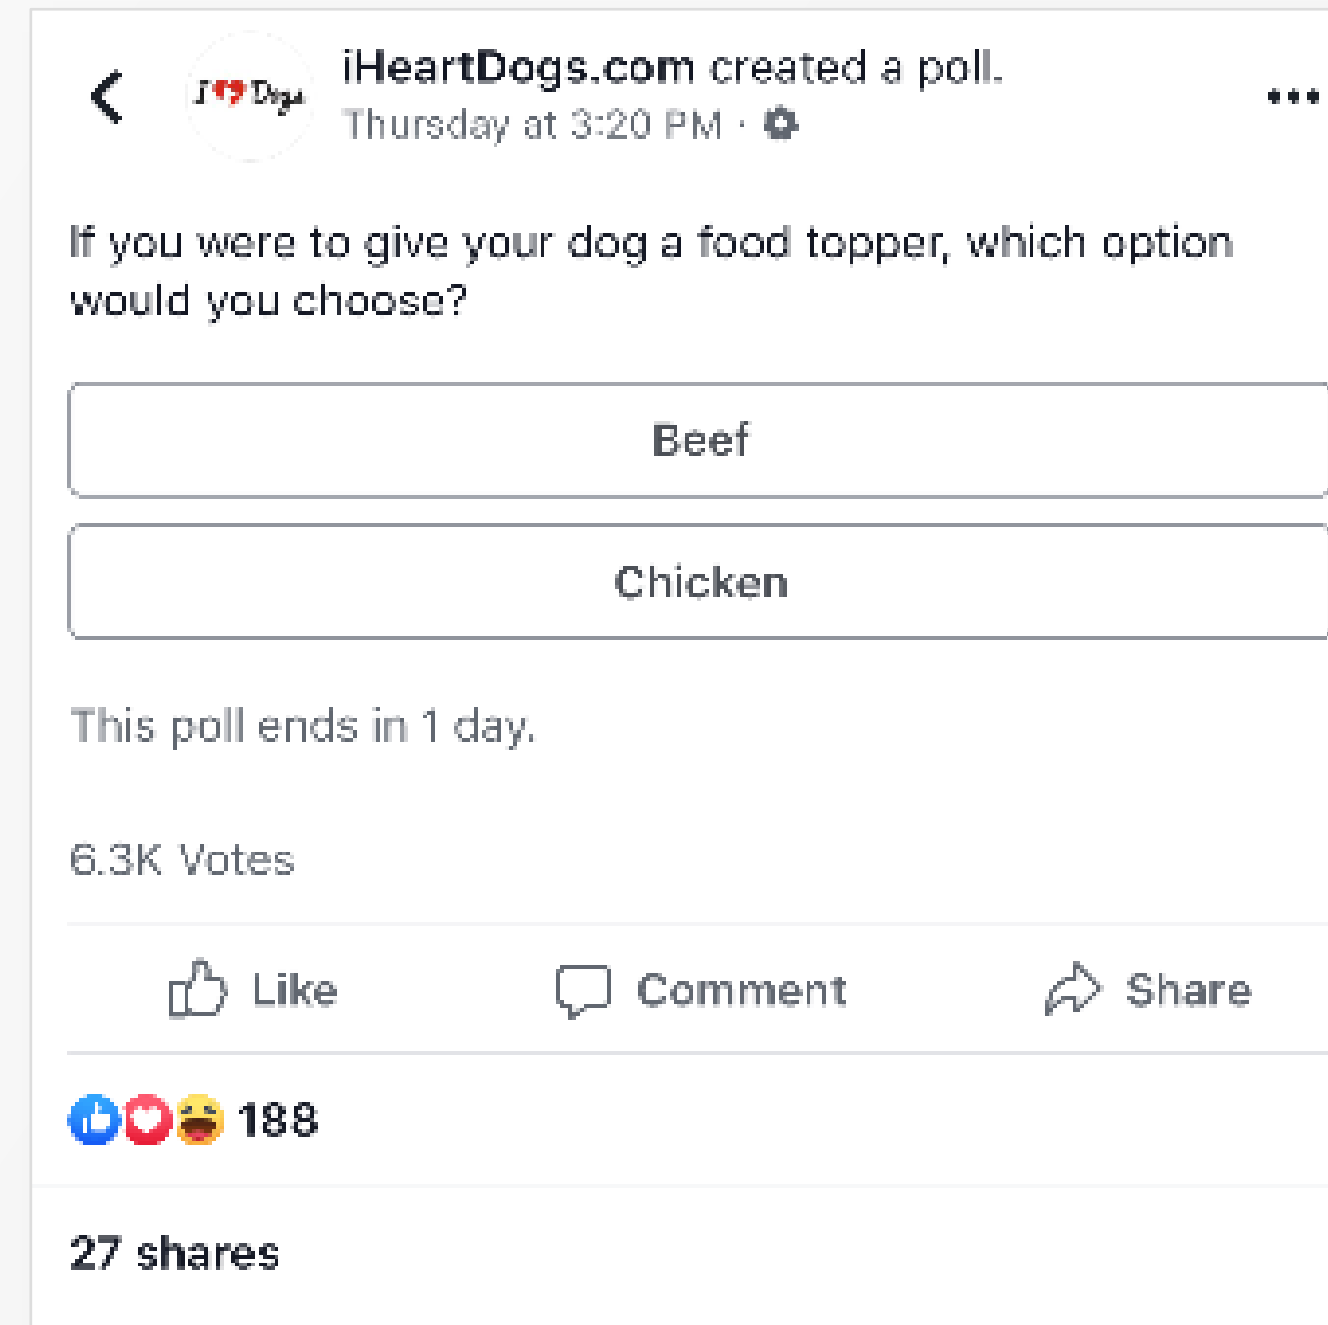 I Dogs
iHeartDogs.com created a poll.
Thursday at 3:20 PM ·
If you were to give your dog a food topper, which option
would you choose?
Beef
Chicken
This poll ends in 1 day.
6.3K Votes
Like Comment Share
188
27 shares